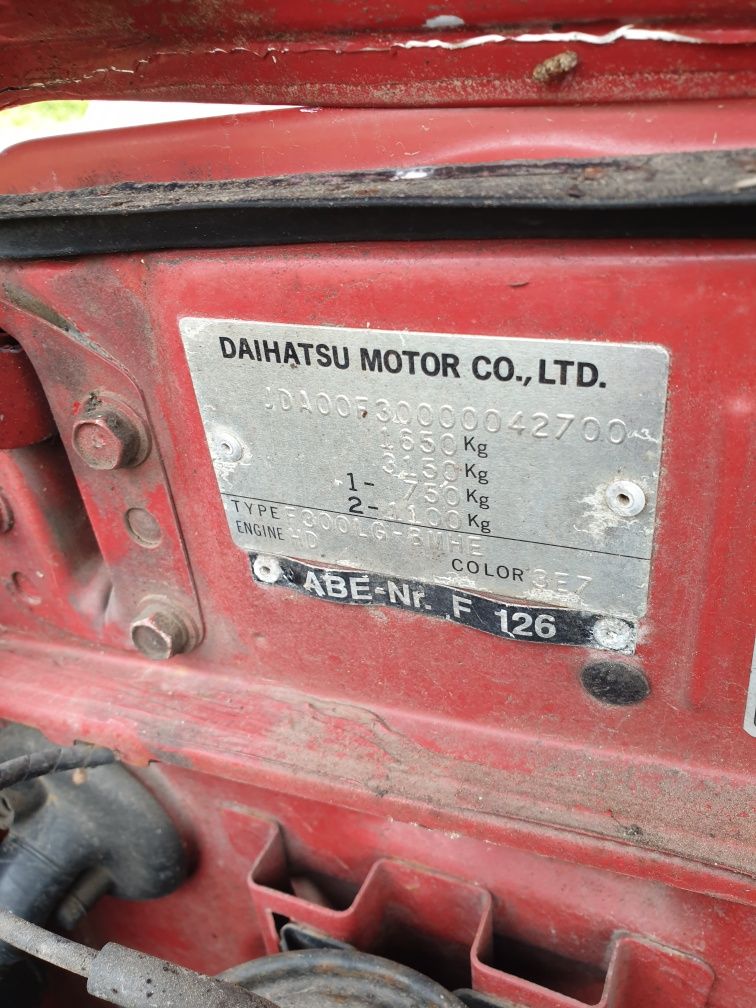 DAIHATSU MOTOR CO., LTD.
JDA00F30000042700
1650 Kg
3150 Kg
1- 750 Kg
2- 1100 Kg
TYPE F300LG-BMHE
ENGINE HD COLOR 3E7
ABE-Nr. F 126